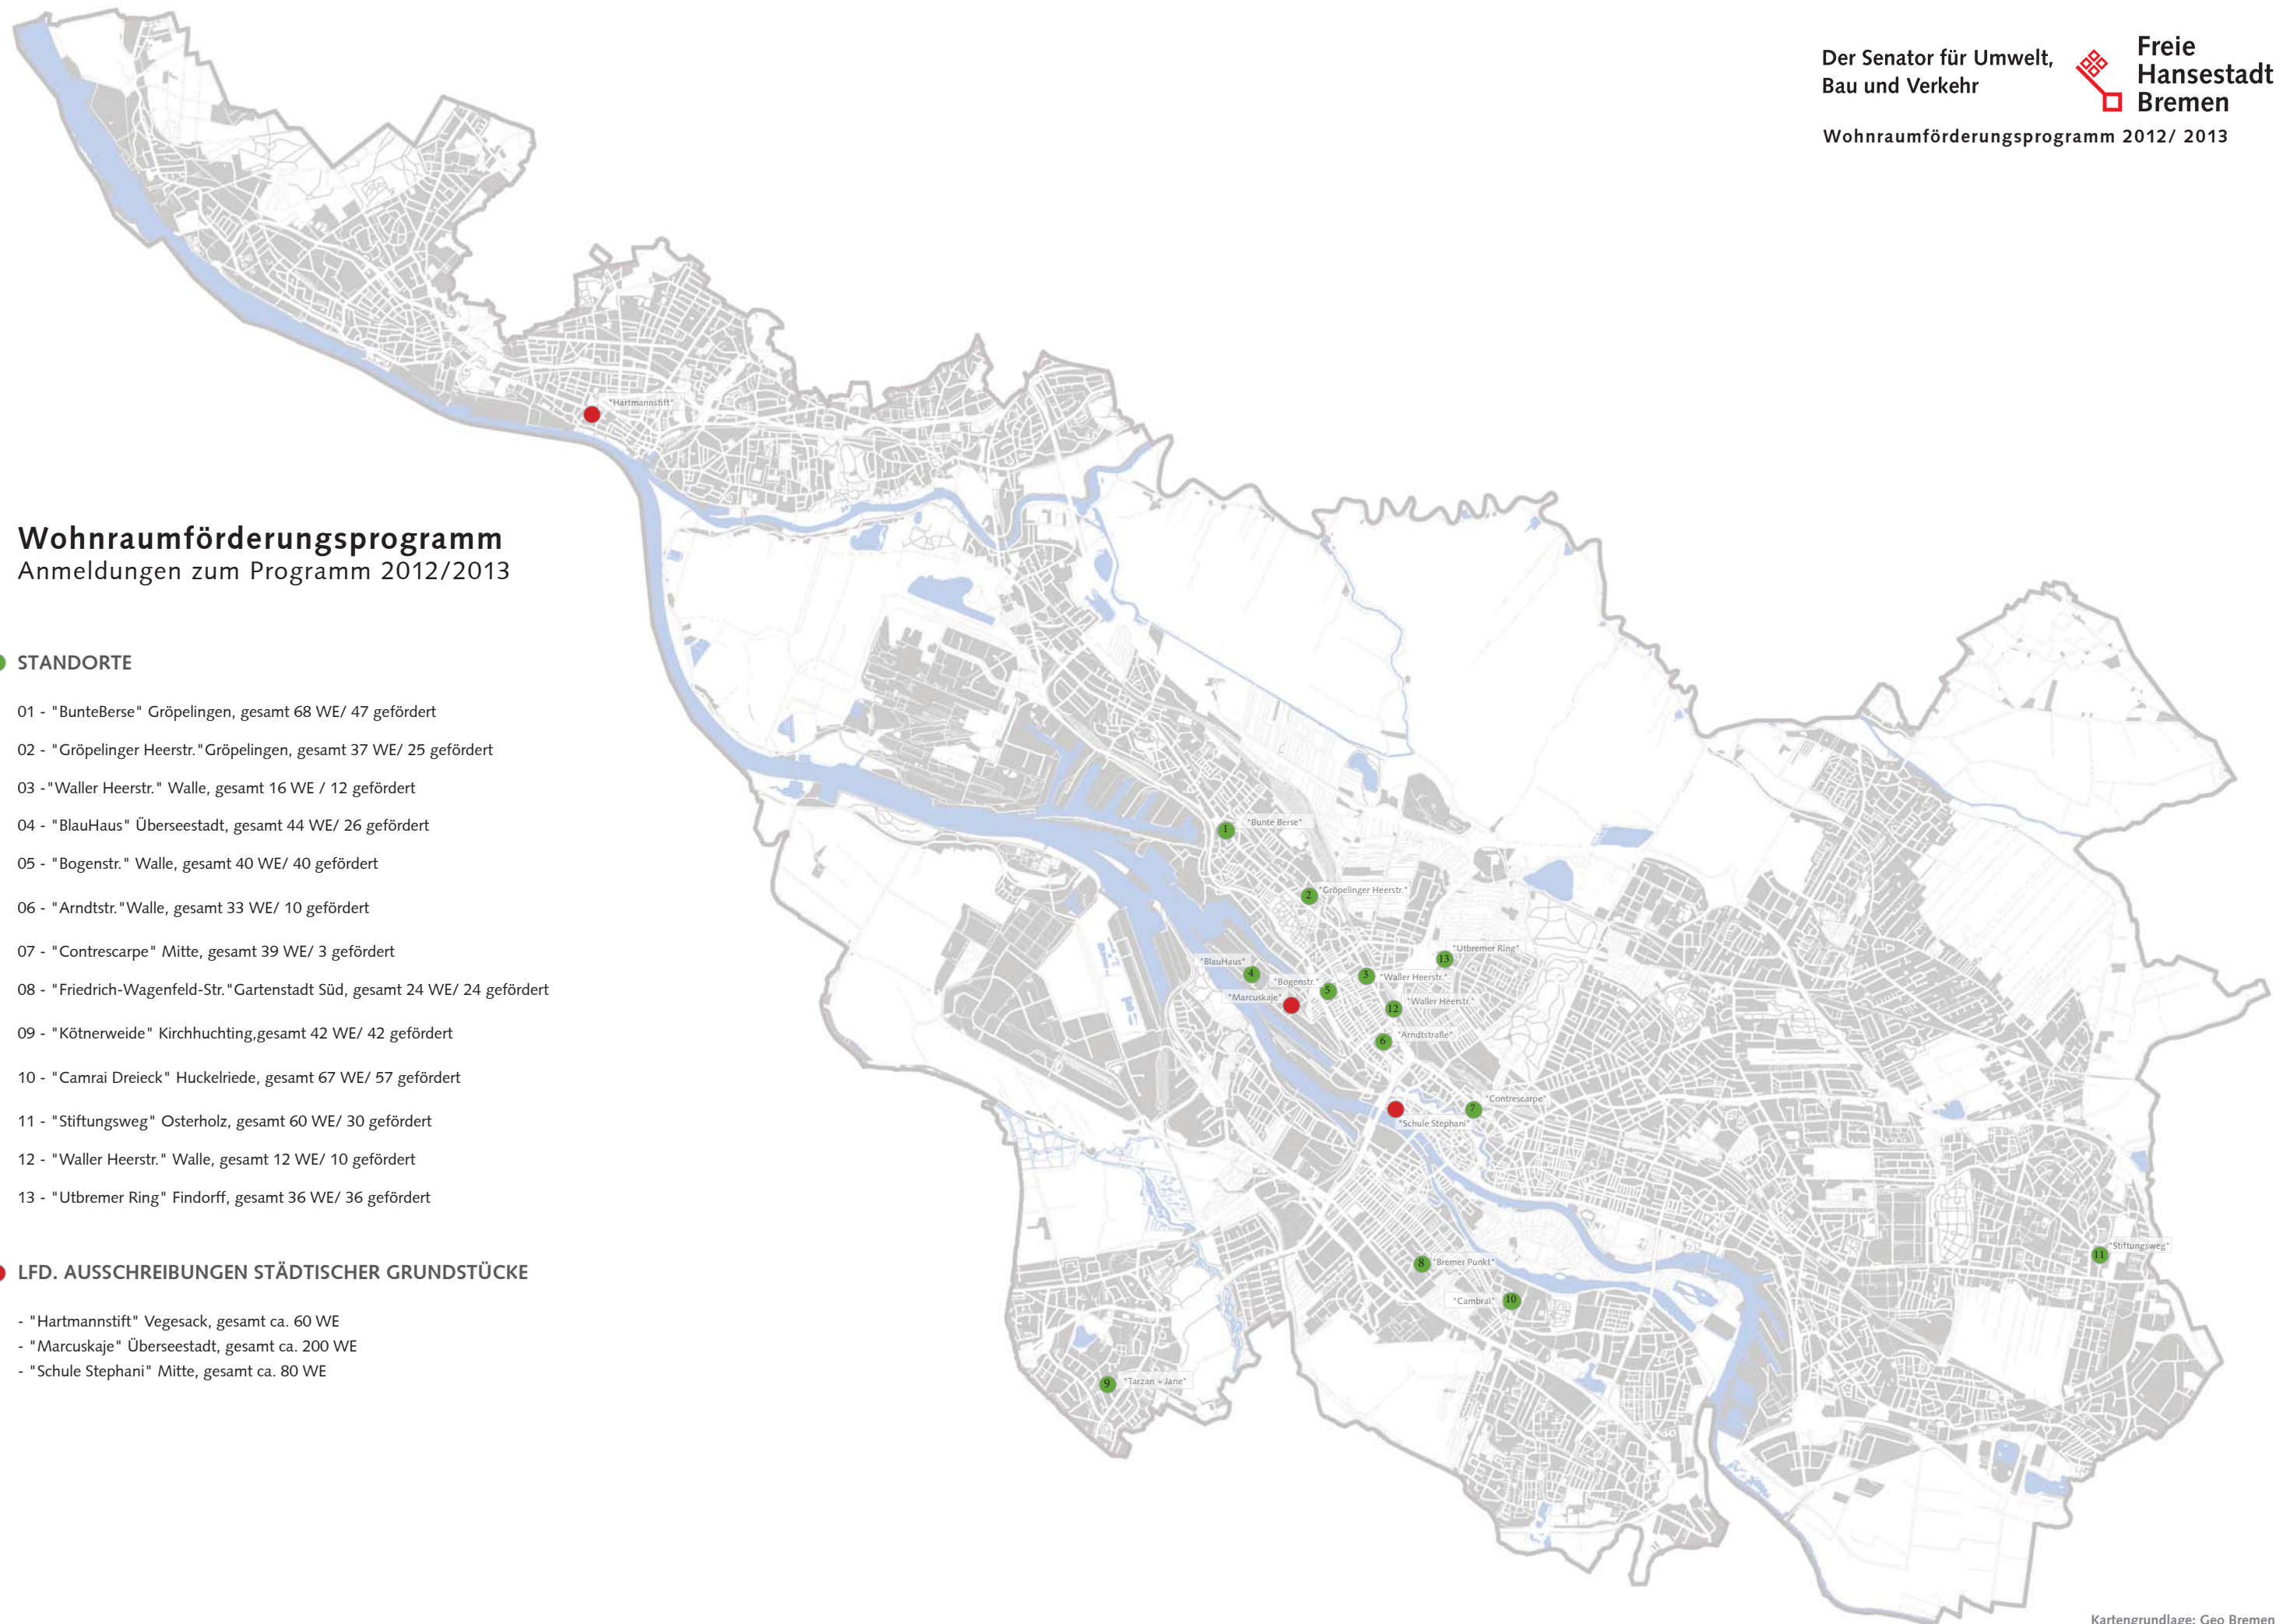 Der Senator für Umwelt,
Bau und Verkehr
Freie
Hansestadt
Bremen
Wohnraumförderungsprogramm 2012/ 2013
Wohnraumförderungsprogramm
Anmeldungen zum Programm 2012/2013
STANDORTE
01 - "BunteBerse" Gröpelingen, gesamt 68 WE/ 47 gefördert
02 - "Gröpelinger Heerstr."Gröpelingen, gesamt 37 WE/ 25 gefördert
03 -"Waller Heerstr." Walle, gesamt 16 WE / 12 gefördert
04 - "BlauHaus" Überseestadt, gesamt 44 WE/ 26 gefördert
05 - "Bogenstr." Walle, gesamt 40 WE/ 40 gefördert
06 - "Arndtstr."Walle, gesamt 33 WE/ 10 gefördert
07 - "Contrescarpe" Mitte, gesamt 39 WE/ 3 gefördert
08 - "Friedrich-Wagenfeld-Str."Gartenstadt Süd, gesamt 24 WE/ 24 gefördert
09 - "Kötnerweide" Kirchhuchting,gesamt 42 WE/ 42 gefördert
10 - "Camrai Dreieck" Huckelriede, gesamt 67 WE/ 57 gefördert
11 - "Stiftungsweg" Osterholz, gesamt 60 WE/ 30 gefördert
12 - "Waller Heerstr." Walle, gesamt 12 WE/ 10 gefördert
13 - "Utbremer Ring" Findorff, gesamt 36 WE/ 36 gefördert
LFD. AUSSCHREIBUNGEN STÄDTISCHER GRUNDSTÜCKE
- "Hartmannstift" Vegesack, gesamt ca. 60 WE
- "Marcuskaje" Überseestadt, gesamt ca. 200 WE
- "Schule Stephani" Mitte, gesamt ca. 80 WE
"Hartmannstift"
1 "Bunte Berse"
2 "Gröpelinger Heerstr."
"Utbremer Ring"
13
"BlauHaus" 4
3 "Waller Heerstr."
"Bogenstr." 5
"Marcuskaje"
12 "Waller Heerstr."
6 "Arndtstraße"
"Contrescarpe"
7
"Schule Stephani"
11 "Stiftungsweg"
8 "Bremer Punkt"
"Cambrai" 10
9 "Tarzan + Jane"
Kartengrundlage: Geo Bremen